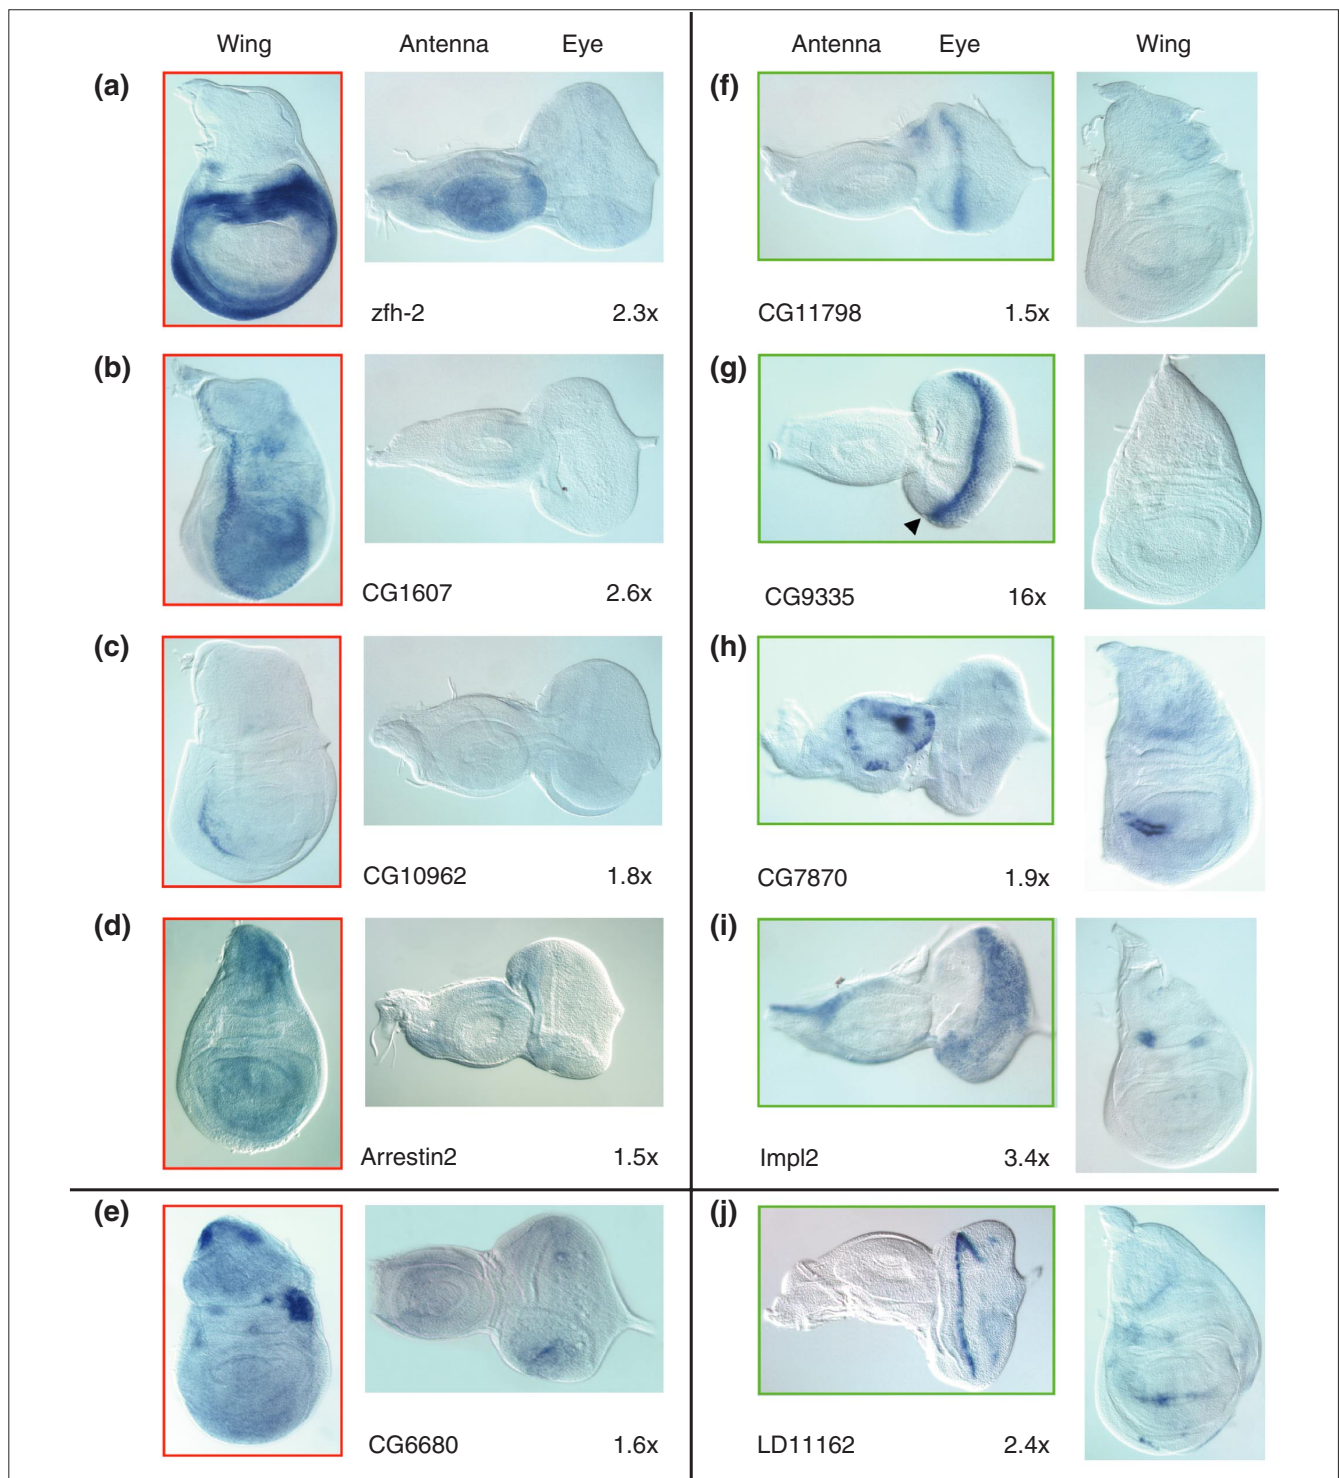 Wing Antenna Eye
Antenna Eye Wing
(a)
zfh-2 2.3x
(b)
CG1607 2.6x
(c)
CG10962 1.8x
(d)
Arrestin2 1.5x
(e)
CG6680 1.6x
(f)
CG11798 1.5x
(g)
CG9335 16x
(h)
CG7870 1.9x
(i)
Impl2 3.4x
(j)
LD11162 2.4x